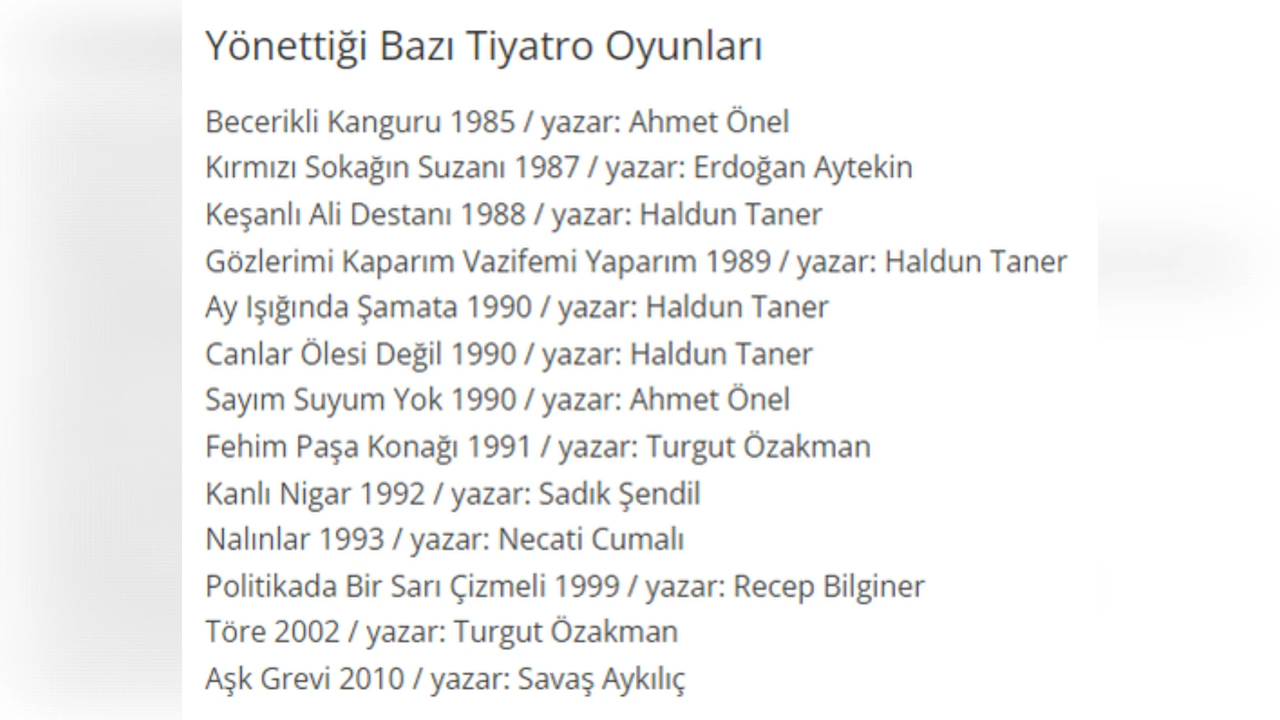 Yönettiği Bazı Tiyatro Oyunları
Becerikli Kanguru 1985 / yazar: Ahmet Önel
Kırmızı Sokağın Suzanı 1987 / yazar: Erdoğan Aytekin
Keşanlı Ali Destanı 1988 / yazar: Haldun Taner
Gözlerimi Kaparım Vazifemi Yaparım 1989 / yazar: Haldun Taner
Ay Işığında Şamata 1990 / yazar: Haldun Taner
Canlar Ölesi Değil 1990 / yazar: Haldun Taner
Sayım Suyum Yok 1990 / yazar: Ahmet Önel
Fehim Paşa Konağı 1991 / yazar: Turgut Özakman
Kanlı Nigar 1992 / yazar: Sadık Şendil
Nalınlar 1993 / yazar: Necati Cumalı
Politikada Bir Sarı Çizmeli 1999 / yazar: Recep Bilginer
Töre 2002 / yazar: Turgut Özakman
Aşk Grevi 2010 / yazar: Savaş Aykılıç